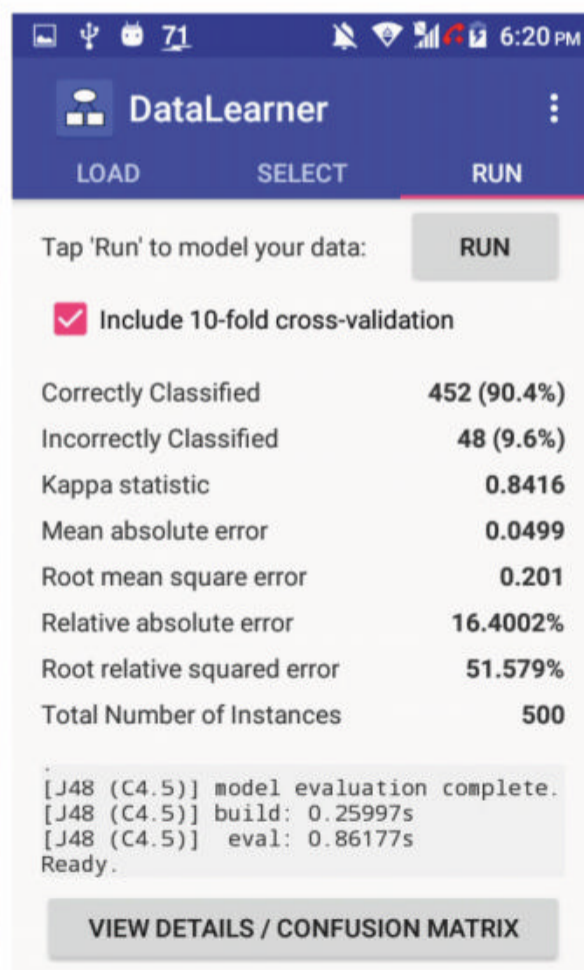 71 6:20 PM
DataLearner
LOAD SELECT RUN
Tap 'Run' to model your data: RUN
Include 10-fold cross-validation
Correctly Classified 452 (90.4%)
Incorrectly Classified 48 (9.6%)
Kappa statistic 0.8416
Mean absolute error 0.0499
Root mean square error 0.201
Relative absolute error 16.4002%
Root relative squared error 51.579%
Total Number of Instances 500
.
[J48 (C4.5)] model evaluation complete.
[J48 (C4.5)] build: 0.25997s
[J48 (C4.5)]  eval: 0.86177s
Ready.
VIEW DETAILS / CONFUSION MATRIX